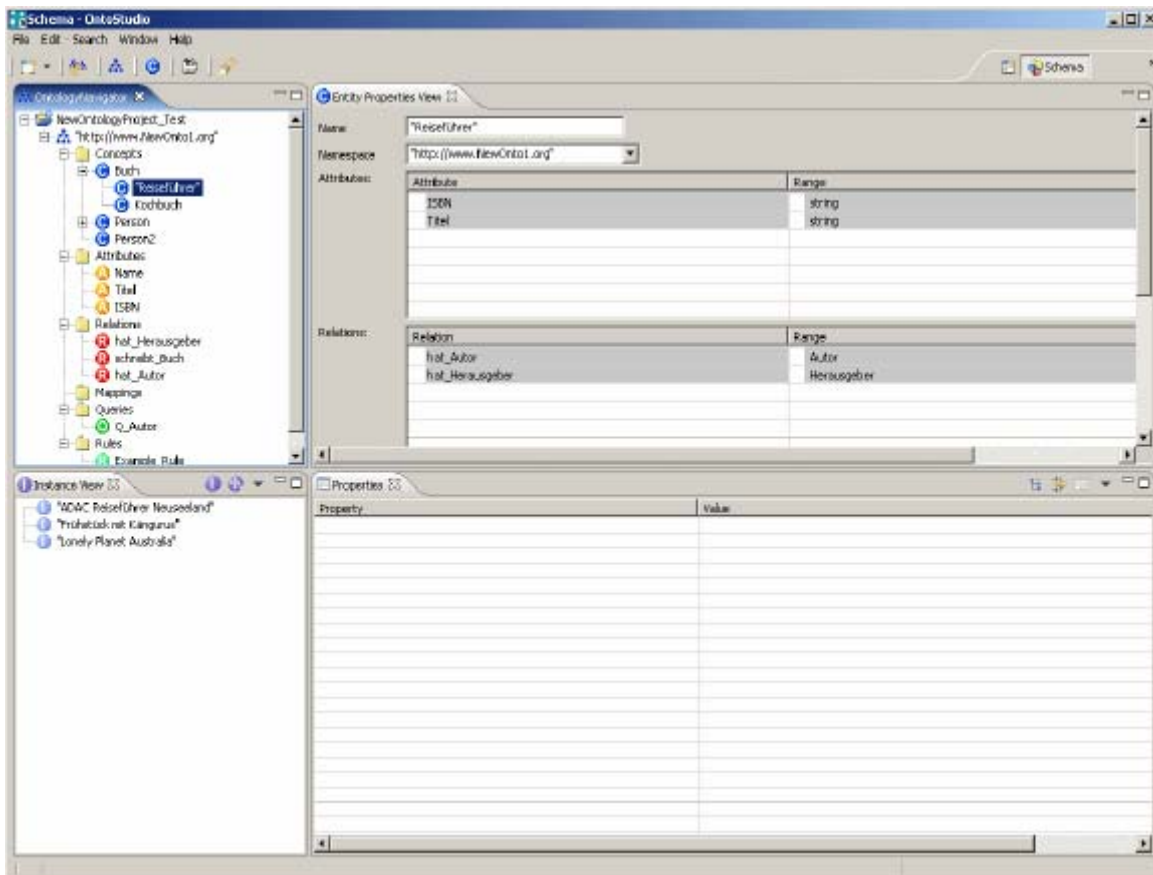 Schema - OntoStudio
File Edit Search Window Help
Schema
OntologyNavigator
NewOntologyProject_Test
"http://www.NewOnto1.org"
Concepts
Buch
"Reiseführer"
Kochbuch
Person
Person2
Attributes
Name
Titel
ISBN
Relations
hat_Herausgeber
schreibt_Buch
hat_Autor
Mappings
Queries
Q_Autor
Rules
Example_Rule
Entity Properties View
Name "Reiseführer"
Namespace "http://www.NewOnto1.org"
Attributes: Attribute Range
ISBN string
Titel string
Relations: Relation Range
hat_Autor Autor
hat_Herausgeber Herausgeber
Instance View
"ADAC Reiseführer Neuseeland"
"Frühstück mit Kängurus"
"Lonely Planet Australia"
Properties
Property Value